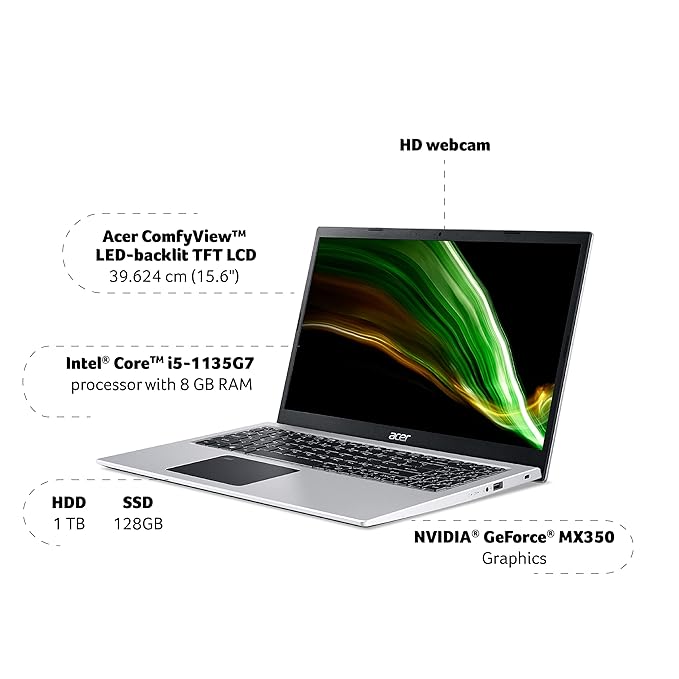 HD webcam
Acer ComfyView™
LED-backlit TFT LCD
39.624 cm (15.6")
Intel® Core™ i5-1135G7
processor with 8 GB RAM
acer
HDD SSD
1 TB 128GB
NVIDIA® GeForce® MX350
Graphics